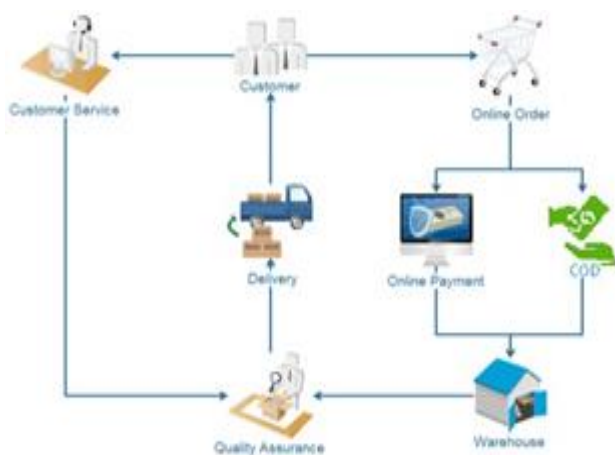 Customer Service
Customer
Online Order
Delivery
Online Payment
COD
Quality Assurance
Warehouse